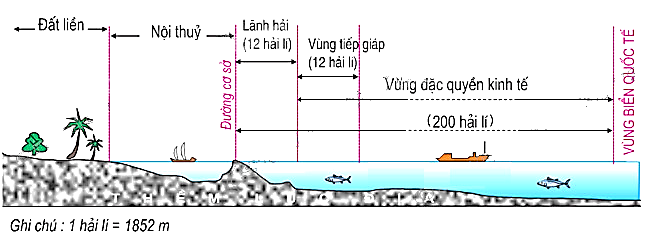 Đất liền
Nội thuỷ
Lãnh hải
(12 hải lí)
Vùng tiếp giáp
(12 hải lí)
Vừng đặc quyền kinh tế
(200 hải lí)
Đường cơ sở
VÙNG BIỂN QUỐC TẾ
THỀM LỤC ĐỊA
Ghi chú : 1 hải lí = 1852 m